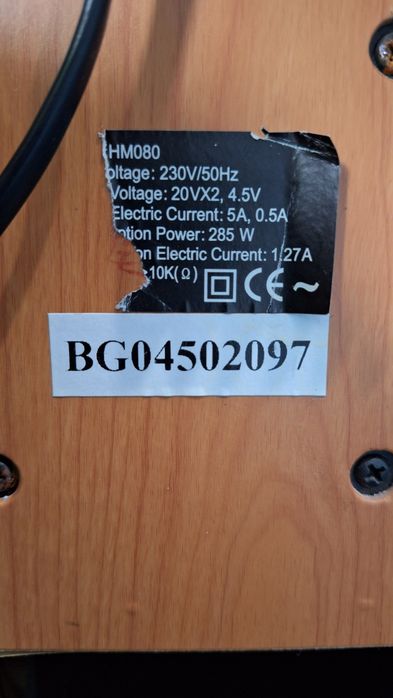 HM080
oltage: 230V/50Hz
Voltage: 20VX2, 4.5V
Electric Current: 5A, 0.5A
ption Power: 285 W
on Electric Current: 1.27A
10K(Ω) CE ~
BG04502097